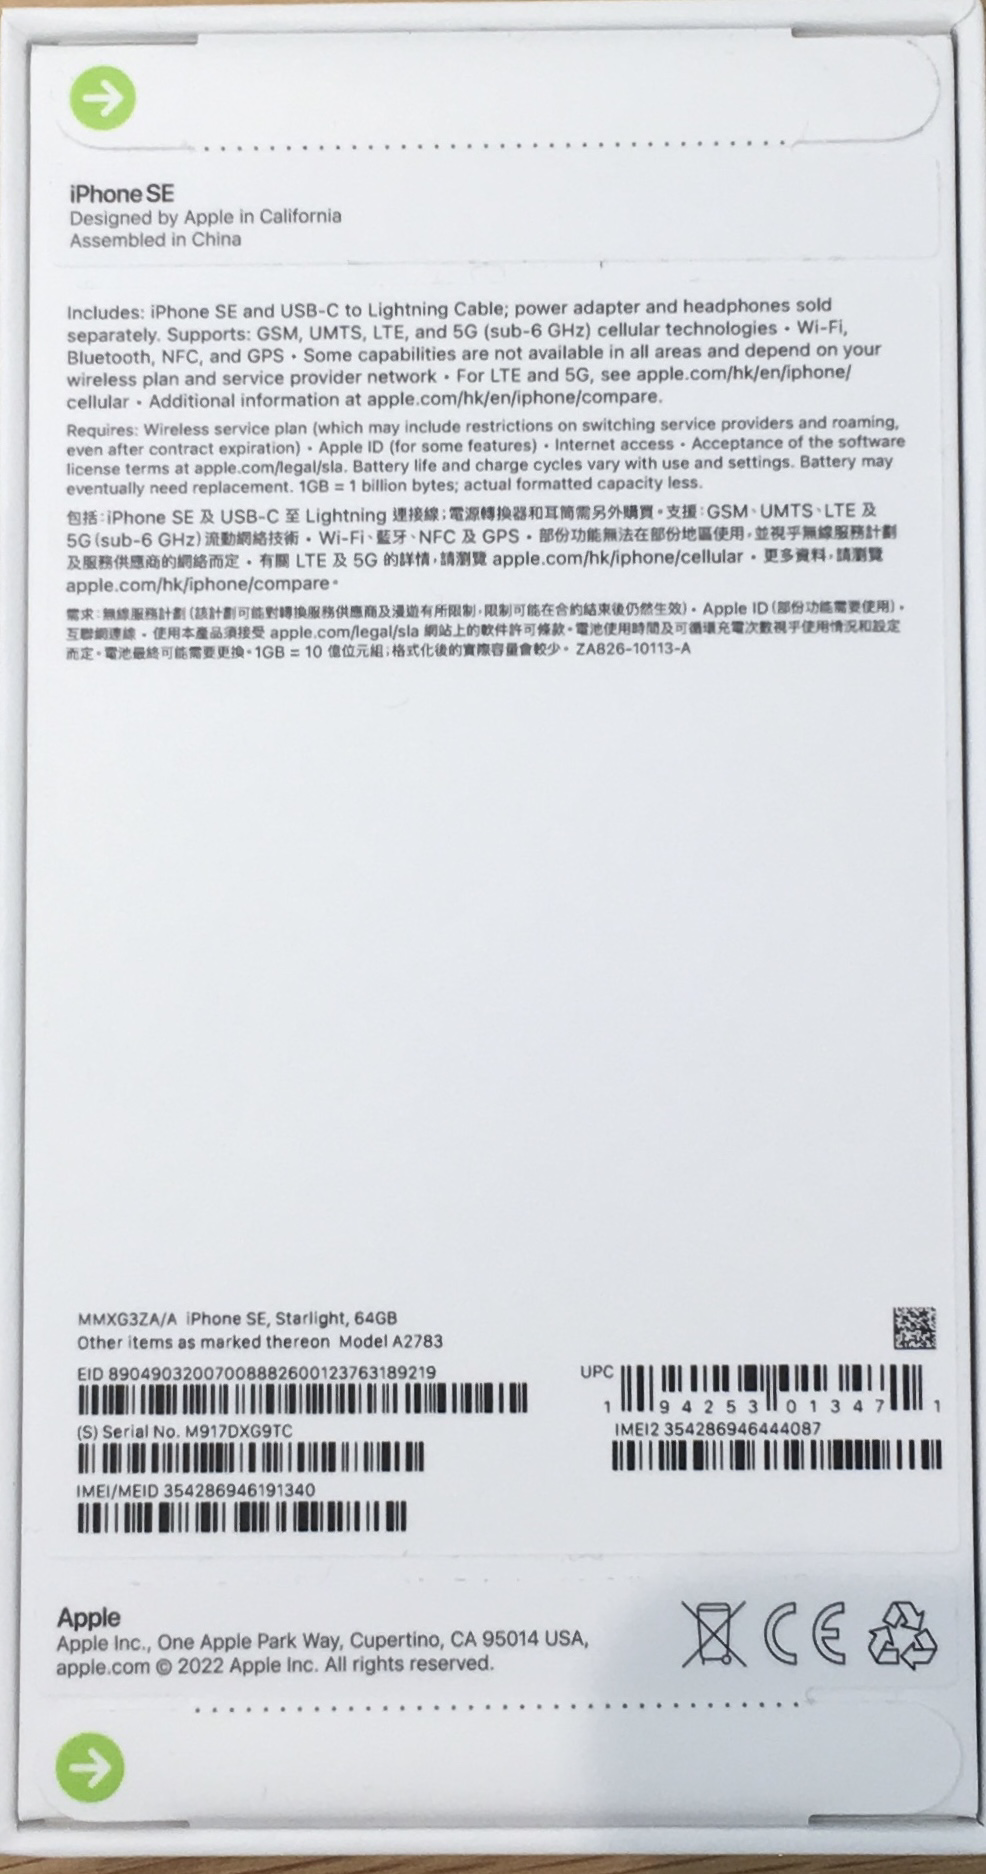 iPhone SE
Designed by Apple in California
Assembled in China
Includes: iPhone SE and USB-C to Lightning Cable; power adapter and headphones sold
separately. Supports: GSM, UMTS, LTE, and 5G (sub-6 GHz) cellular technologies • Wi-Fi,
Bluetooth, NFC, and GPS • Some capabilities are not available in all areas and depend on your
wireless plan and service provider network • For LTE and 5G, see apple.com/hk/en/iphone/
cellular • Additional information at apple.com/hk/en/iphone/compare.
Requires: Wireless service plan (which may include restrictions on switching service providers and roaming,
even after contract expiration) • Apple ID (for some features) • Internet access • Acceptance of the software
license terms at apple.com/legal/sla. Battery life and charge cycles vary with use and settings. Battery may
eventually need replacement. 1GB = 1 billion bytes; actual formatted capacity less.
包括：iPhone SE 及 USB-C 至 Lightning 連接線；電源轉換器和耳筒需另外購買。支援：GSM、UMTS、LTE 及
5G (sub-6 GHz) 流動網絡技術 • Wi-Fi、藍牙、NFC 及 GPS • 部份功能無法在部份地區使用，並視乎無線服務計劃
及服務供應商的網絡而定 • 有關 LTE 及 5G 的詳情，請瀏覽 apple.com/hk/iphone/cellular • 更多資料，請瀏覽
apple.com/hk/iphone/compare。
需求：無線服務計劃 (該計劃可能對轉換服務供應商及漫遊有所限制，限制可能在合約結束後仍然生效) • Apple ID (部份功能需要使用) •
互聯網連線 • 使用本產品須接受 apple.com/legal/sla 網站上的軟件許可條款。電池使用時間及可循環充電次數視乎使用情況和設定
而定。電池最終可能需要更換。1GB = 10 億位元組；格式化後的實際容量會較少。 ZA826-10113-A
MMXG3ZA/A iPhone SE, Starlight, 64GB
Other items as marked thereon Model A2783
EID 89049032007008882600123763189219
UPC
1 94253 01347 1
(S) Serial No. M917DXG9TC
IMEI2 354286946444087
IMEI/MEID 354286946191340
Apple
Apple Inc., One Apple Park Way, Cupertino, CA 95014 USA,
apple.com © 2022 Apple Inc. All rights reserved.
CE